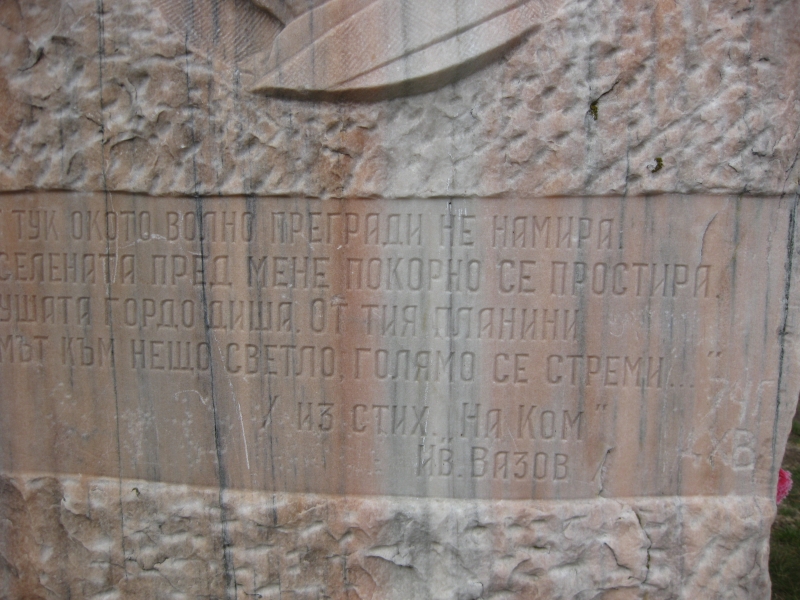 ТУК ОКОТО ВОЛНО ПРЕГРАДИ НЕ НАМИРА.
СЕЛЕНАТА ПРЕД МЕНЕ ПОКОРНО СЕ ПРОСТИРА.
УШАТА ГОРДО ДИША. ОТ ТИЯ ПЛАНИНИ
МЪТ КЪМ НЕЩО СВЕТЛО, ГОЛЯМО СЕ СТРЕМИ..."
/ ИЗ СТИХ. „НА КОМ"
ИВ. ВАЗОВ